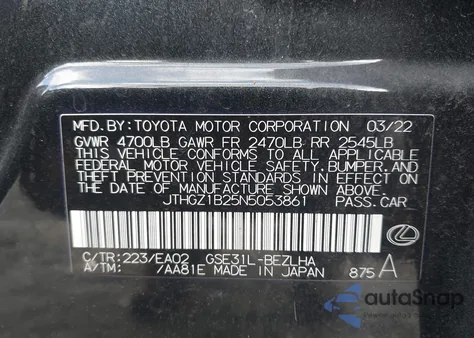 MFD.BY: TOYOTA MOTOR CORPORATION 03/22
GVWR 4700LB GAWR FR 2470LB RR 2545LB
THIS VEHICLE CONFORMS TO ALL APPLICABLE
FEDERAL MOTOR VEHICLE SAFETY, BUMPER, AND
THEFT PREVENTION STANDARDS IN EFFECT ON
THE DATE OF MANUFACTURE SHOWN ABOVE.
JTHGZ1B25N5053861 PASS.CAR
C/TR:223/EA02 GSE31L-BEZLHA
A/TM: /AA81E MADE IN JAPAN 875 A
autoSnap